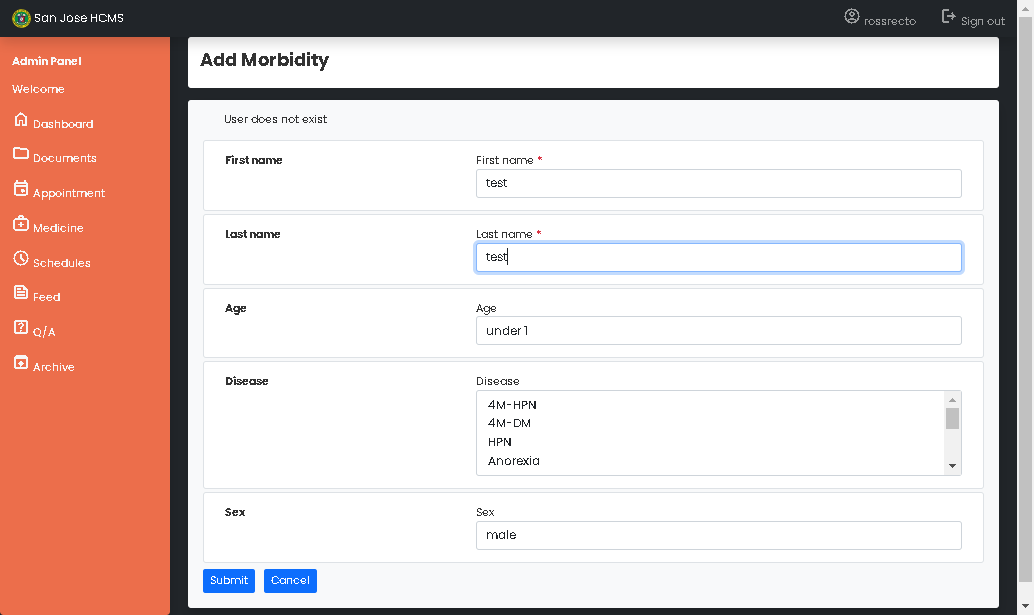 San Jose HCMS
rossrecto
Sign out
Admin Panel
Welcome
Dashboard
Documents
Appointment
Medicine
Schedules
Feed
Q/A
Archive
Add Morbidity
User does not exist
First name
First name *
test
Last name
Last name *
test
Age
Age
under 1
Disease
Disease
4M-HPN
4M-DM
HPN
Anorexia
Sex
Sex
male
Submit
Cancel